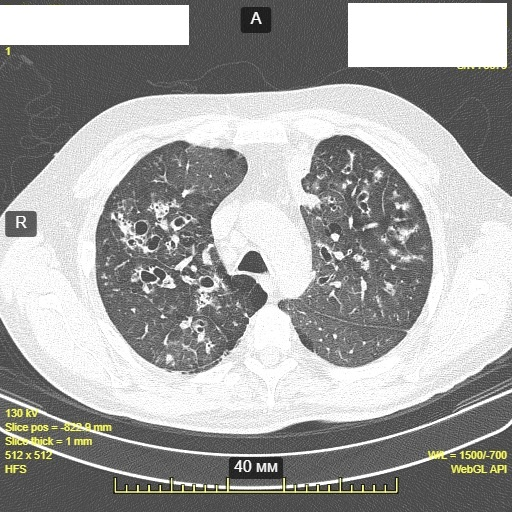 A
1
R
130 kV
Slice pos = -822.9 mm
Slice thick = 1 mm
512 x 512
HFS
40 мм
W/L = 1500/-700
WebGL API